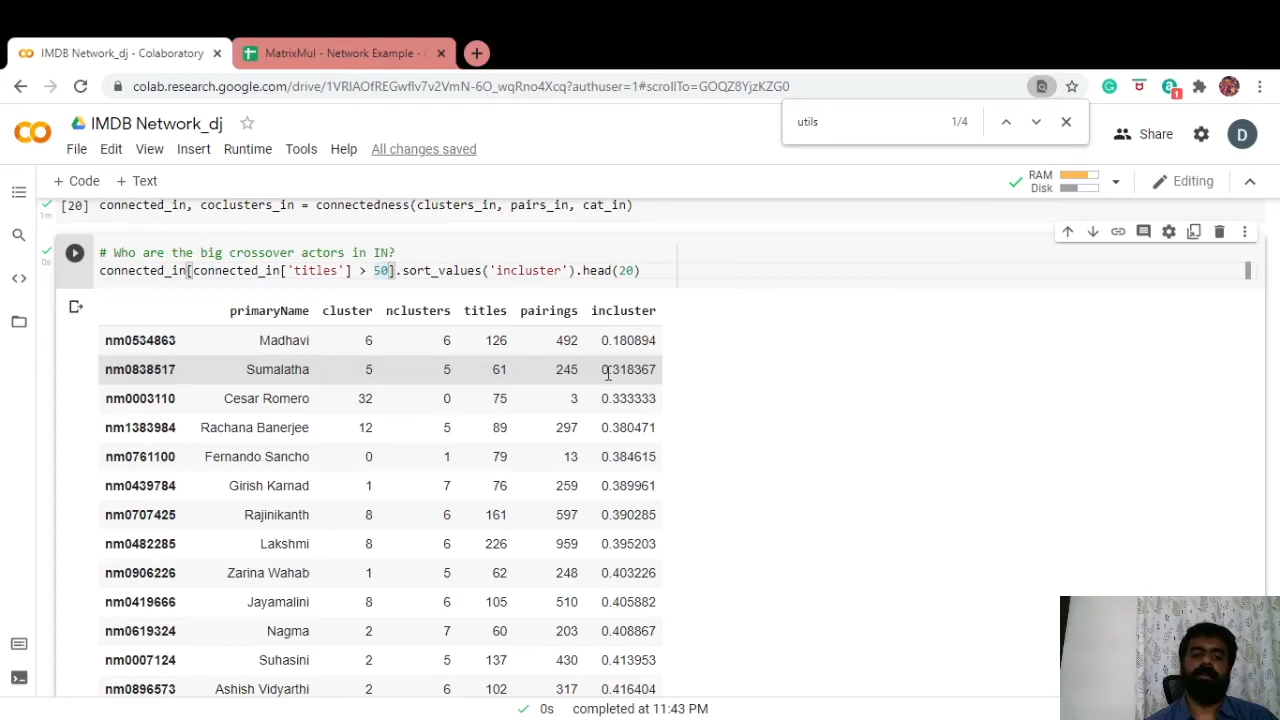 IMDB Network_dj - Colaboratory
MatrixMul - Network Example -
colab.research.google.com/drive/1VRIAOfREGwflv7v2VmN-6O_wqRno4Xcq?authuser=1#scrollTo=GOQZ8YjzKZG0
1
utils 1/4
IMDB Network_dj
Share
D
File Edit View Insert Runtime Tools Help All changes saved
+ Code + Text
RAM
Disk
Editing
[20] connected_in, coclusters_in = connectedness(clusters_in, pairs_in, cat_in)
1m
0s
# Who are the big crossover actors in IN?
connected_in[connected_in['titles'] > 50].sort_values('incluster').head(20)
primaryName cluster nclusters titles pairings incluster
nm0534863 Madhavi 6 6 126 492 0.180894
nm0838517 Sumalatha 5 5 61 245 0.318367
nm0003110 Cesar Romero 32 0 75 3 0.333333
nm1383984 Rachana Banerjee 12 5 89 297 0.380471
nm0761100 Fernando Sancho 0 1 79 13 0.384615
nm0439784 Girish Karnad 1 7 76 259 0.389961
nm0707425 Rajinikanth 8 6 161 597 0.390285
nm0482285 Lakshmi 8 6 226 959 0.395203
nm0906226 Zarina Wahab 1 5 62 248 0.403226
nm0419666 Jayamalini 8 6 105 510 0.405882
nm0619324 Nagma 2 7 60 203 0.408867
nm0007124 Suhasini 2 5 137 430 0.413953
nm0896573 Ashish Vidyarthi 2 6 102 317 0.416404
0s completed at 11:43 PM